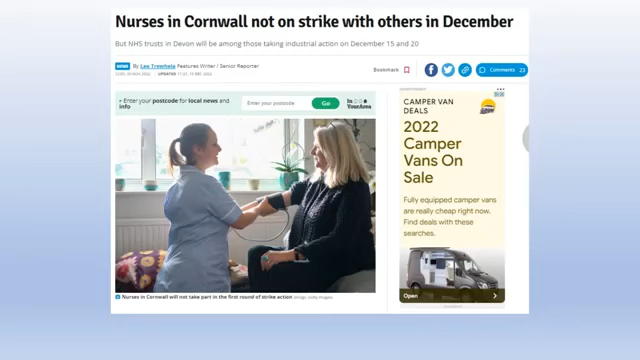 Nurses in Cornwall not on strike with others in December
But NHS trusts in Devon will be among those taking industrial action on December 15 and 20
NEWS By Lee Trewhela Features Writer / Senior Reporter
UPDATED
Bookmark
Comments 23
Enter your postcode for local news and
info
Enter your postcode
Go
In
YourArea
CAMPER VAN
DEALS
2022
Camper
Vans On
Sale
Fully equipped camper vans
are really cheap right now.
Find deals with these
searches.
Open
Nurses in Cornwall will not take part in the first round of strike action